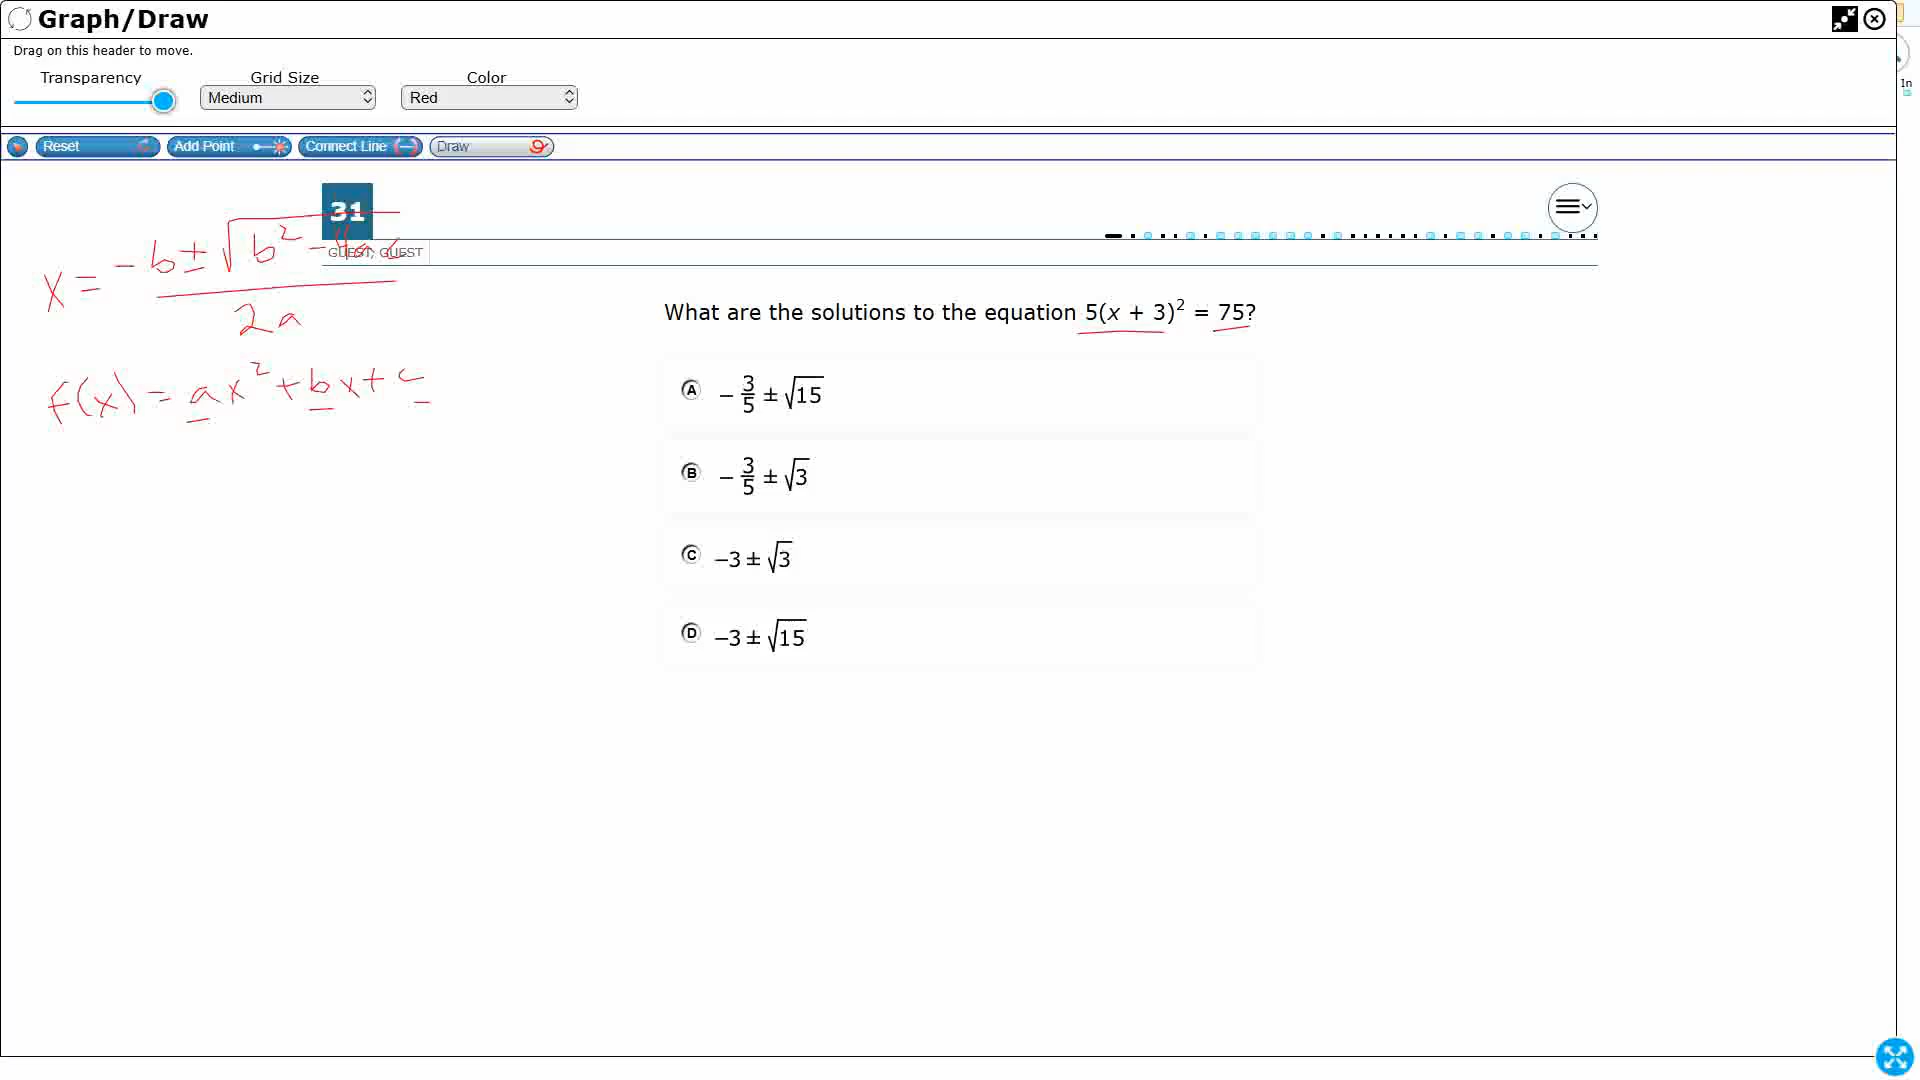 Graph/Draw
Drag on this header to move.
Transparency Grid Size Color
Medium Red
Reset Add Point Connect Line Draw
31
GUEST, GUEST
x = -b ± √b² - 4ac
2a
f(x) = ax² + bx + c
What are the solutions to the equation 5(x + 3)² = 75?
A −3/5 ± √15
B −3/5 ± √3
C −3 ± √3
D −3 ± √15
In